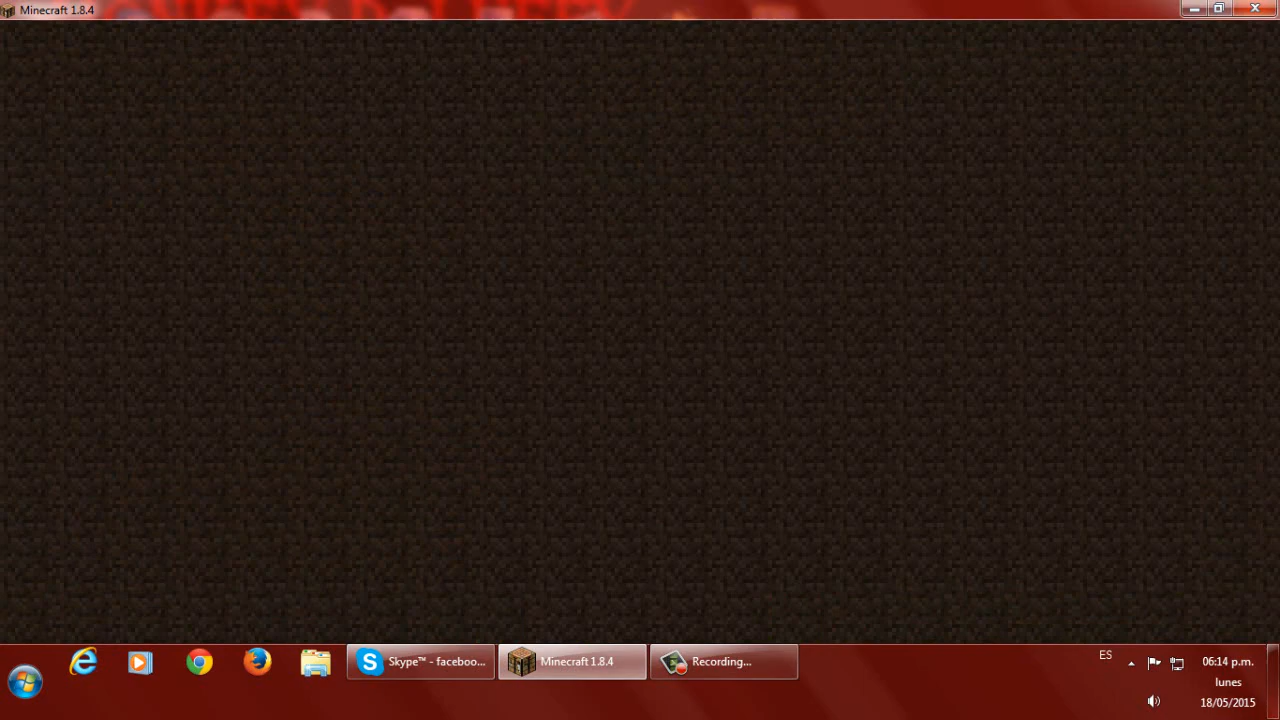 Minecraft 1.8.4
Skype™ - faceboo...
Minecraft 1.8.4
Recording...
ES
06:14 p.m.
lunes
18/05/2015